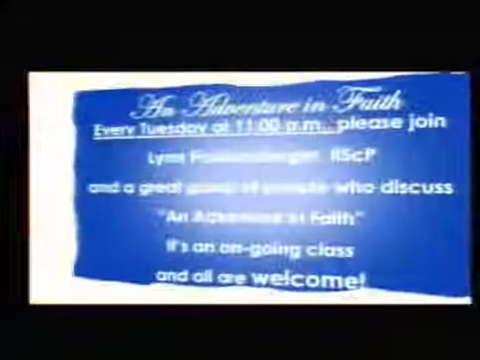 An Adventure in Faith
Every Tuesday at 11:00 a.m. please join
Lynn RScP
and a great group of people who discuss
"An Adventure in Faith"
It's an on-going class
and all are welcome!